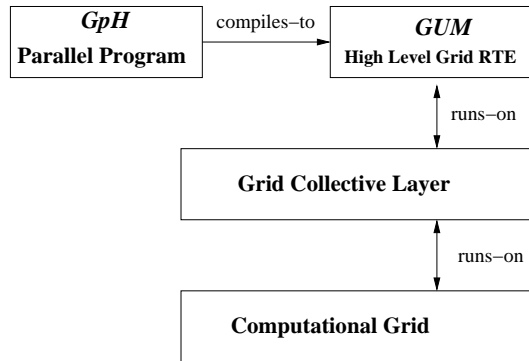 GpH
Parallel Program
compiles-to
GUM
High Level Grid RTE
runs-on
Grid Collective Layer
runs-on
Computational Grid